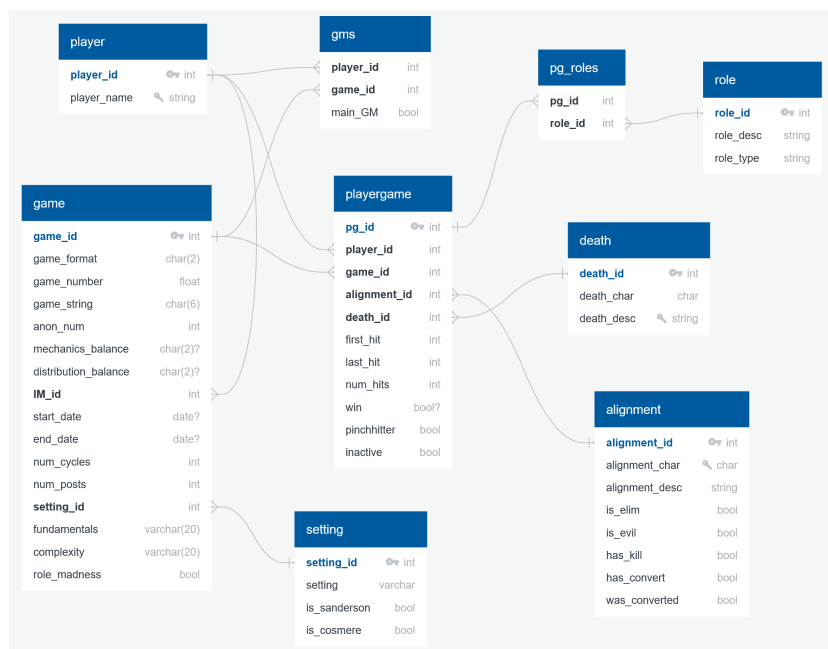 player
player_id int
player_name string
gms
player_id int
game_id int
main_GM bool
pg_roles
pg_id int
role_id int
role
role_id int
role_desc string
role_type string
game
game_id int
game_format char(2)
game_number float
game_string char(6)
anon_num int
mechanics_balance char(2)?
distribution_balance char(2)?
IM_id int
start_date date?
end_date date?
num_cycles int
num_posts int
setting_id int
fundamentals varchar(20)
complexity varchar(20)
role_madness bool
playergame
pg_id int
player_id int
game_id int
alignment_id int
death_id int
first_hit int
last_hit int
num_hits int
win bool?
pinchhitter bool
inactive bool
death
death_id int
death_char char
death_desc string
alignment
alignment_id int
alignment_char char
alignment_desc string
is_elim bool
is_evil bool
has_kill bool
has_convert bool
was_converted bool
setting
setting_id int
setting varchar
is_sanderson bool
is_cosmere bool